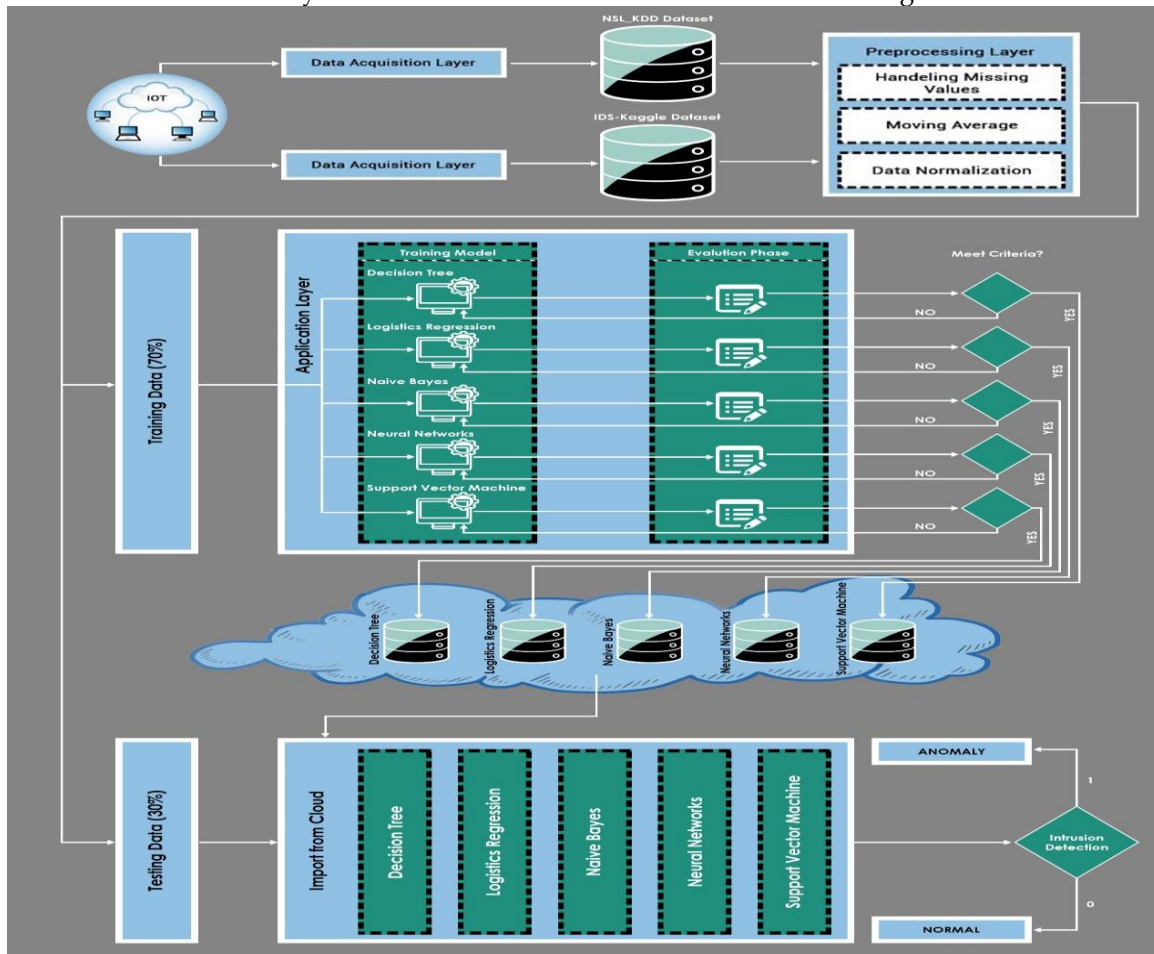 NSL_KDD Dataset
IOT
Data Acquisition Layer
Preprocessing Layer
Handeling Missing
Values
Moving Average
Data Normalization
IDS-Kaggle Dataset
Data Acquisition Layer
Training Data (70%)
Application Layer
Training Model
Evalution Phase
Meet Criteria?
Decision Tree
NO
YES
Logistics Regression
NO
YES
Naive Bayes
NO
YES
Neural Networks
NO
YES
Support Vector Machine
NO
YES
Decision Tree
Logistics Regression
Naive Bayes
Neural Networks
Support Vector Machine
Testing Data (30%)
Import from Cloud
Decision Tree
Logistics Regression
Naive Bayes
Neural Networks
Support Vector Machine
ANOMALY
1
Intrusion
Detection
0
NORMAL